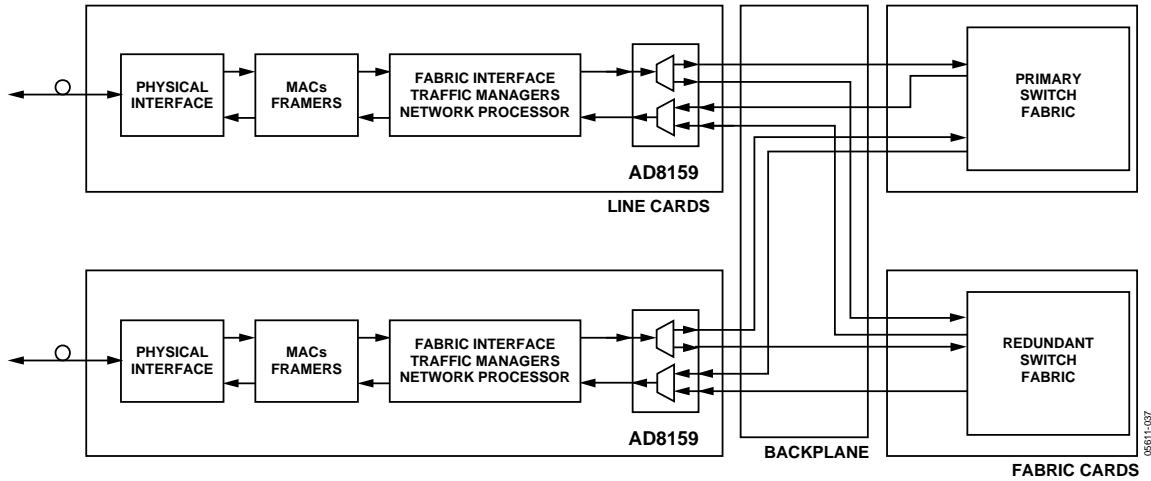 PHYSICAL
INTERFACE
MACs
FRAMERS
FABRIC INTERFACE
TRAFFIC MANAGERS
NETWORK PROCESSOR
AD8159
LINE CARDS
PRIMARY
SWITCH
FABRIC
PHYSICAL
INTERFACE
MACs
FRAMERS
FABRIC INTERFACE
TRAFFIC MANAGERS
NETWORK PROCESSOR
AD8159
BACKPLANE
REDUNDANT
SWITCH
FABRIC
FABRIC CARDS
05611-037